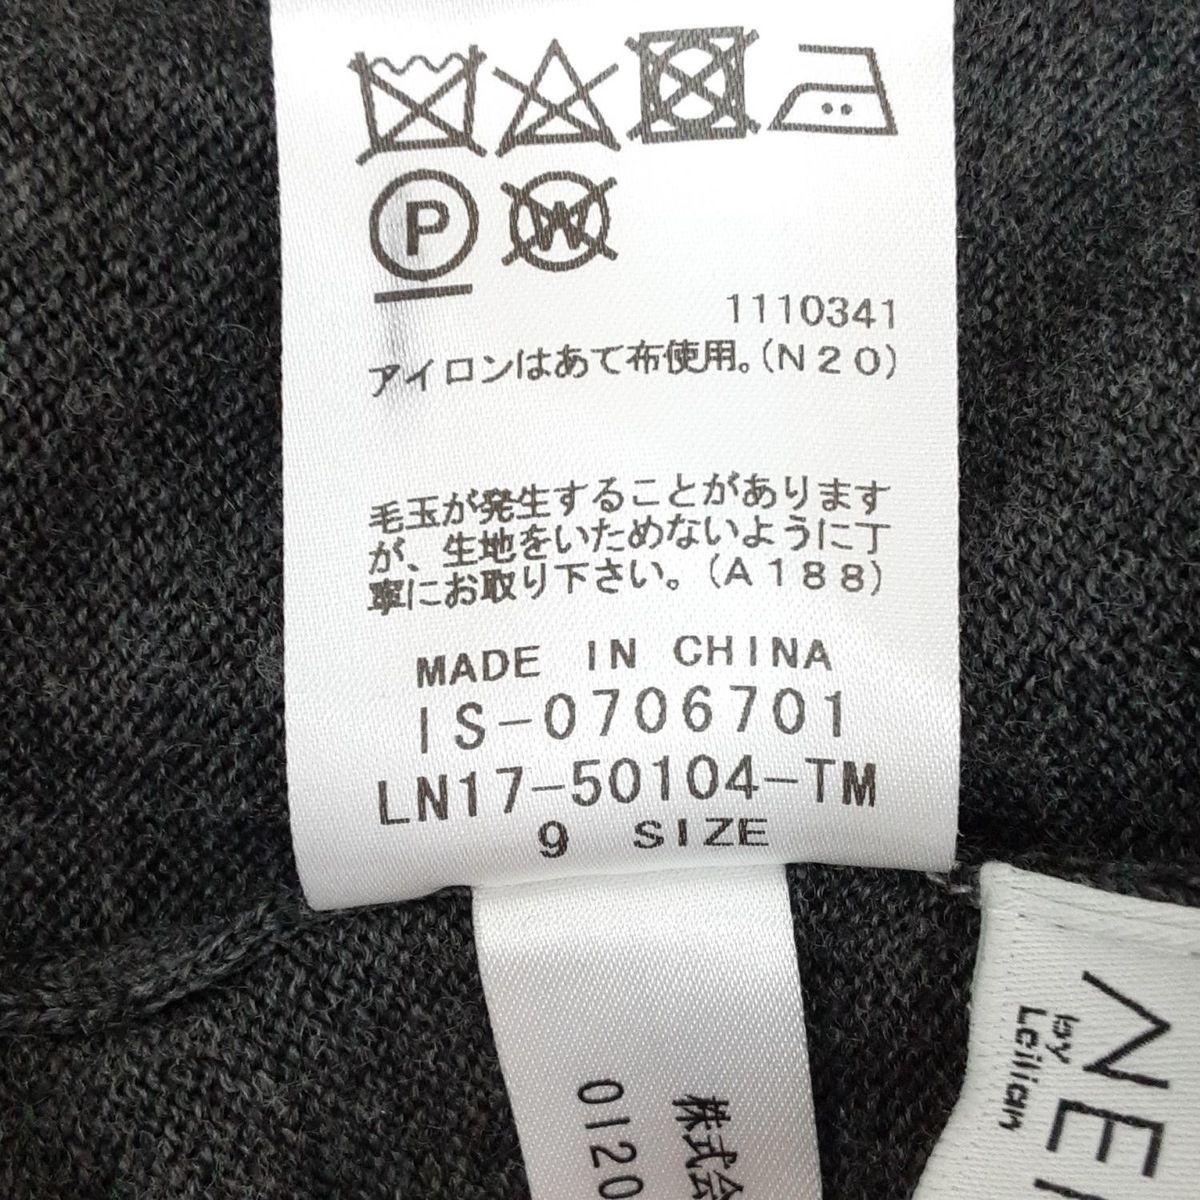 P
W
1110341
アイロンはあて布使用。(N20)
毛玉が発生することがあります
が、生地をいためないように丁
寧にお取り下さい。(A188)
MADE IN CHINA
IS-0706701
LN17-50104-TM
9 SIZE
株式会
0120
by
Leilian